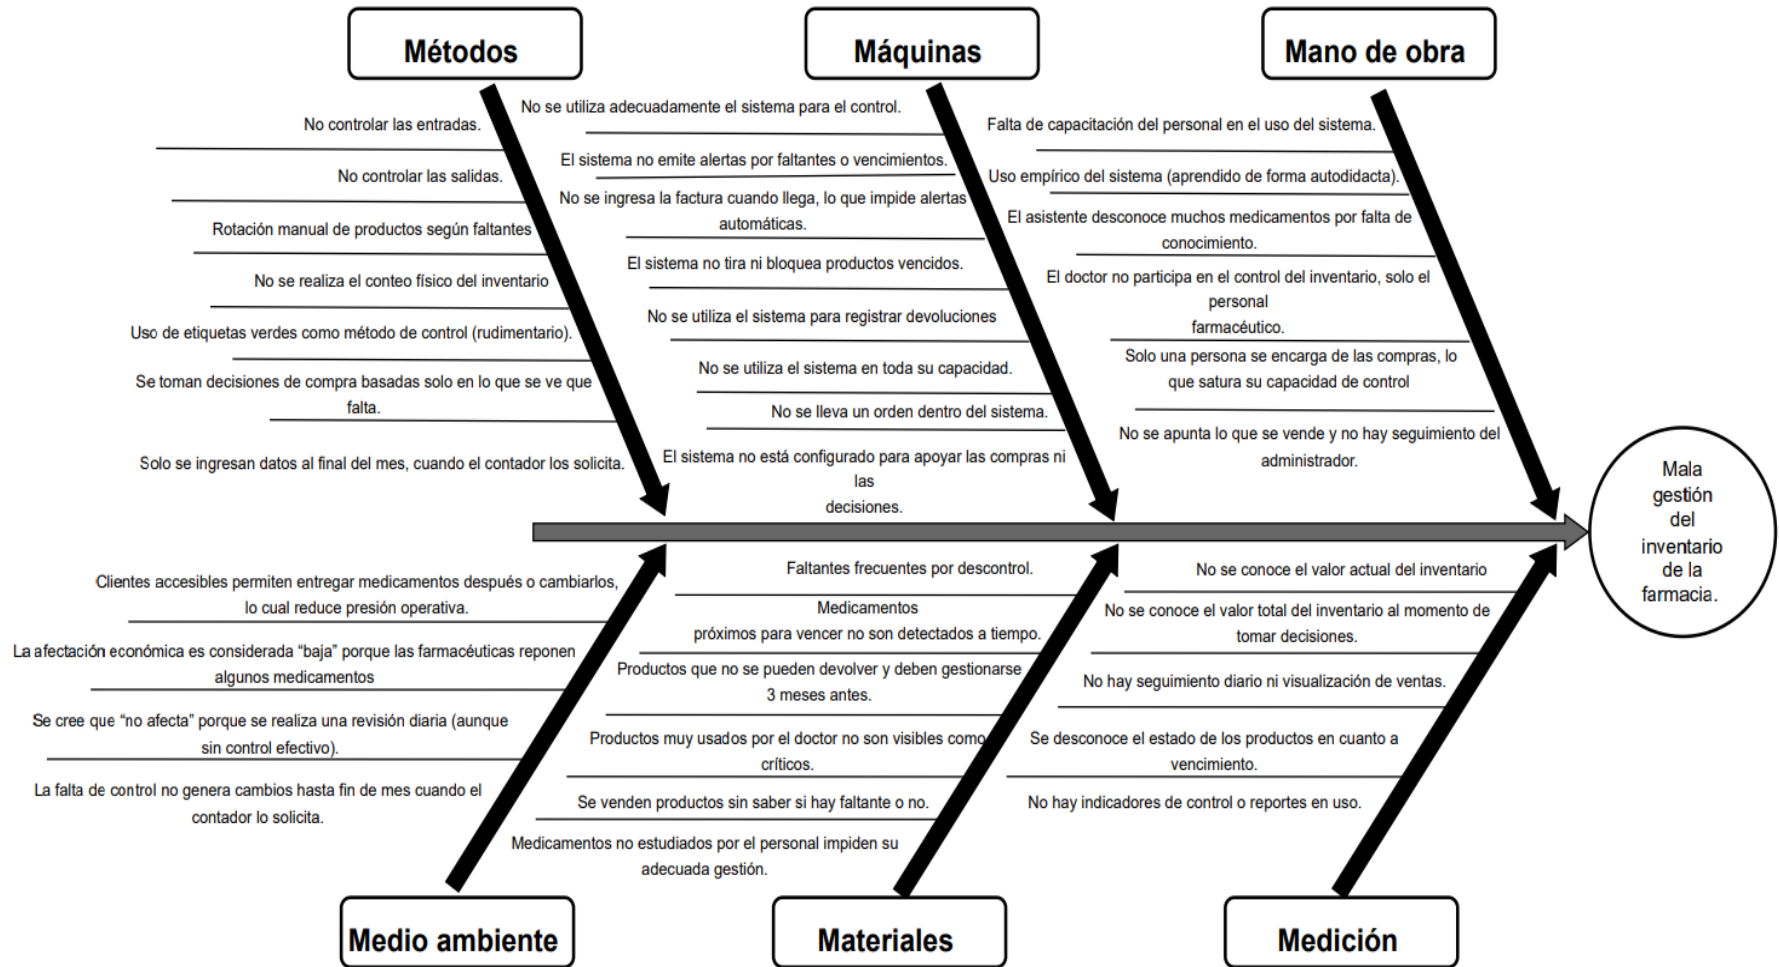 Métodos
Máquinas
Mano de obra
No controlar las entradas.
No controlar las salidas.
Rotación manual de productos según faltantes
No se realiza el conteo físico del inventario
Uso de etiquetas verdes como método de control (rudimentario).
Se toman decisiones de compra basadas solo en lo que se ve que
falta.
Solo se ingresan datos al final del mes, cuando el contador los solicita.
No se utiliza adecuadamente el sistema para el control.
El sistema no emite alertas por faltantes o vencimientos.
No se ingresa la factura cuando llega, lo que impide alertas
automáticas.
El sistema no tira ni bloquea productos vencidos.
No se utiliza el sistema para registrar devoluciones
No se utiliza el sistema en toda su capacidad.
No se lleva un orden dentro del sistema.
El sistema no está configurado para apoyar las compras ni
las
decisiones.
Falta de capacitación del personal en el uso del sistema.
Uso empírico del sistema (aprendido de forma autodidacta).
El asistente desconoce muchos medicamentos por falta de
conocimiento.
El doctor no participa en el control del inventario, solo el
personal
farmacéutico.
Solo una persona se encarga de las compras, lo
que satura su capacidad de control
No se apunta lo que se vende y no hay seguimiento del
administrador.
Mala
gestión
del
inventario
de la
farmacia.
Clientes accesibles permiten entregar medicamentos después o cambiarlos,
lo cual reduce presión operativa.
La afectación económica es considerada “baja” porque las farmacéuticas reponen
algunos medicamentos
Se cree que “no afecta” porque se realiza una revisión diaria (aunque
sin control efectivo).
La falta de control no genera cambios hasta fin de mes cuando el
contador lo solicita.
Faltantes frecuentes por descontrol.
Medicamentos
próximos para vencer no son detectados a tiempo.
Productos que no se pueden devolver y deben gestionarse
3 meses antes.
Productos muy usados por el doctor no son visibles como
críticos.
Se venden productos sin saber si hay faltante o no.
Medicamentos no estudiados por el personal impiden su
adecuada gestión.
No se conoce el valor actual del inventario
No se conoce el valor total del inventario al momento de
tomar decisiones.
No hay seguimiento diario ni visualización de ventas.
Se desconoce el estado de los productos en cuanto a
vencimiento.
No hay indicadores de control o reportes en uso.
Medio ambiente
Materiales
Medición